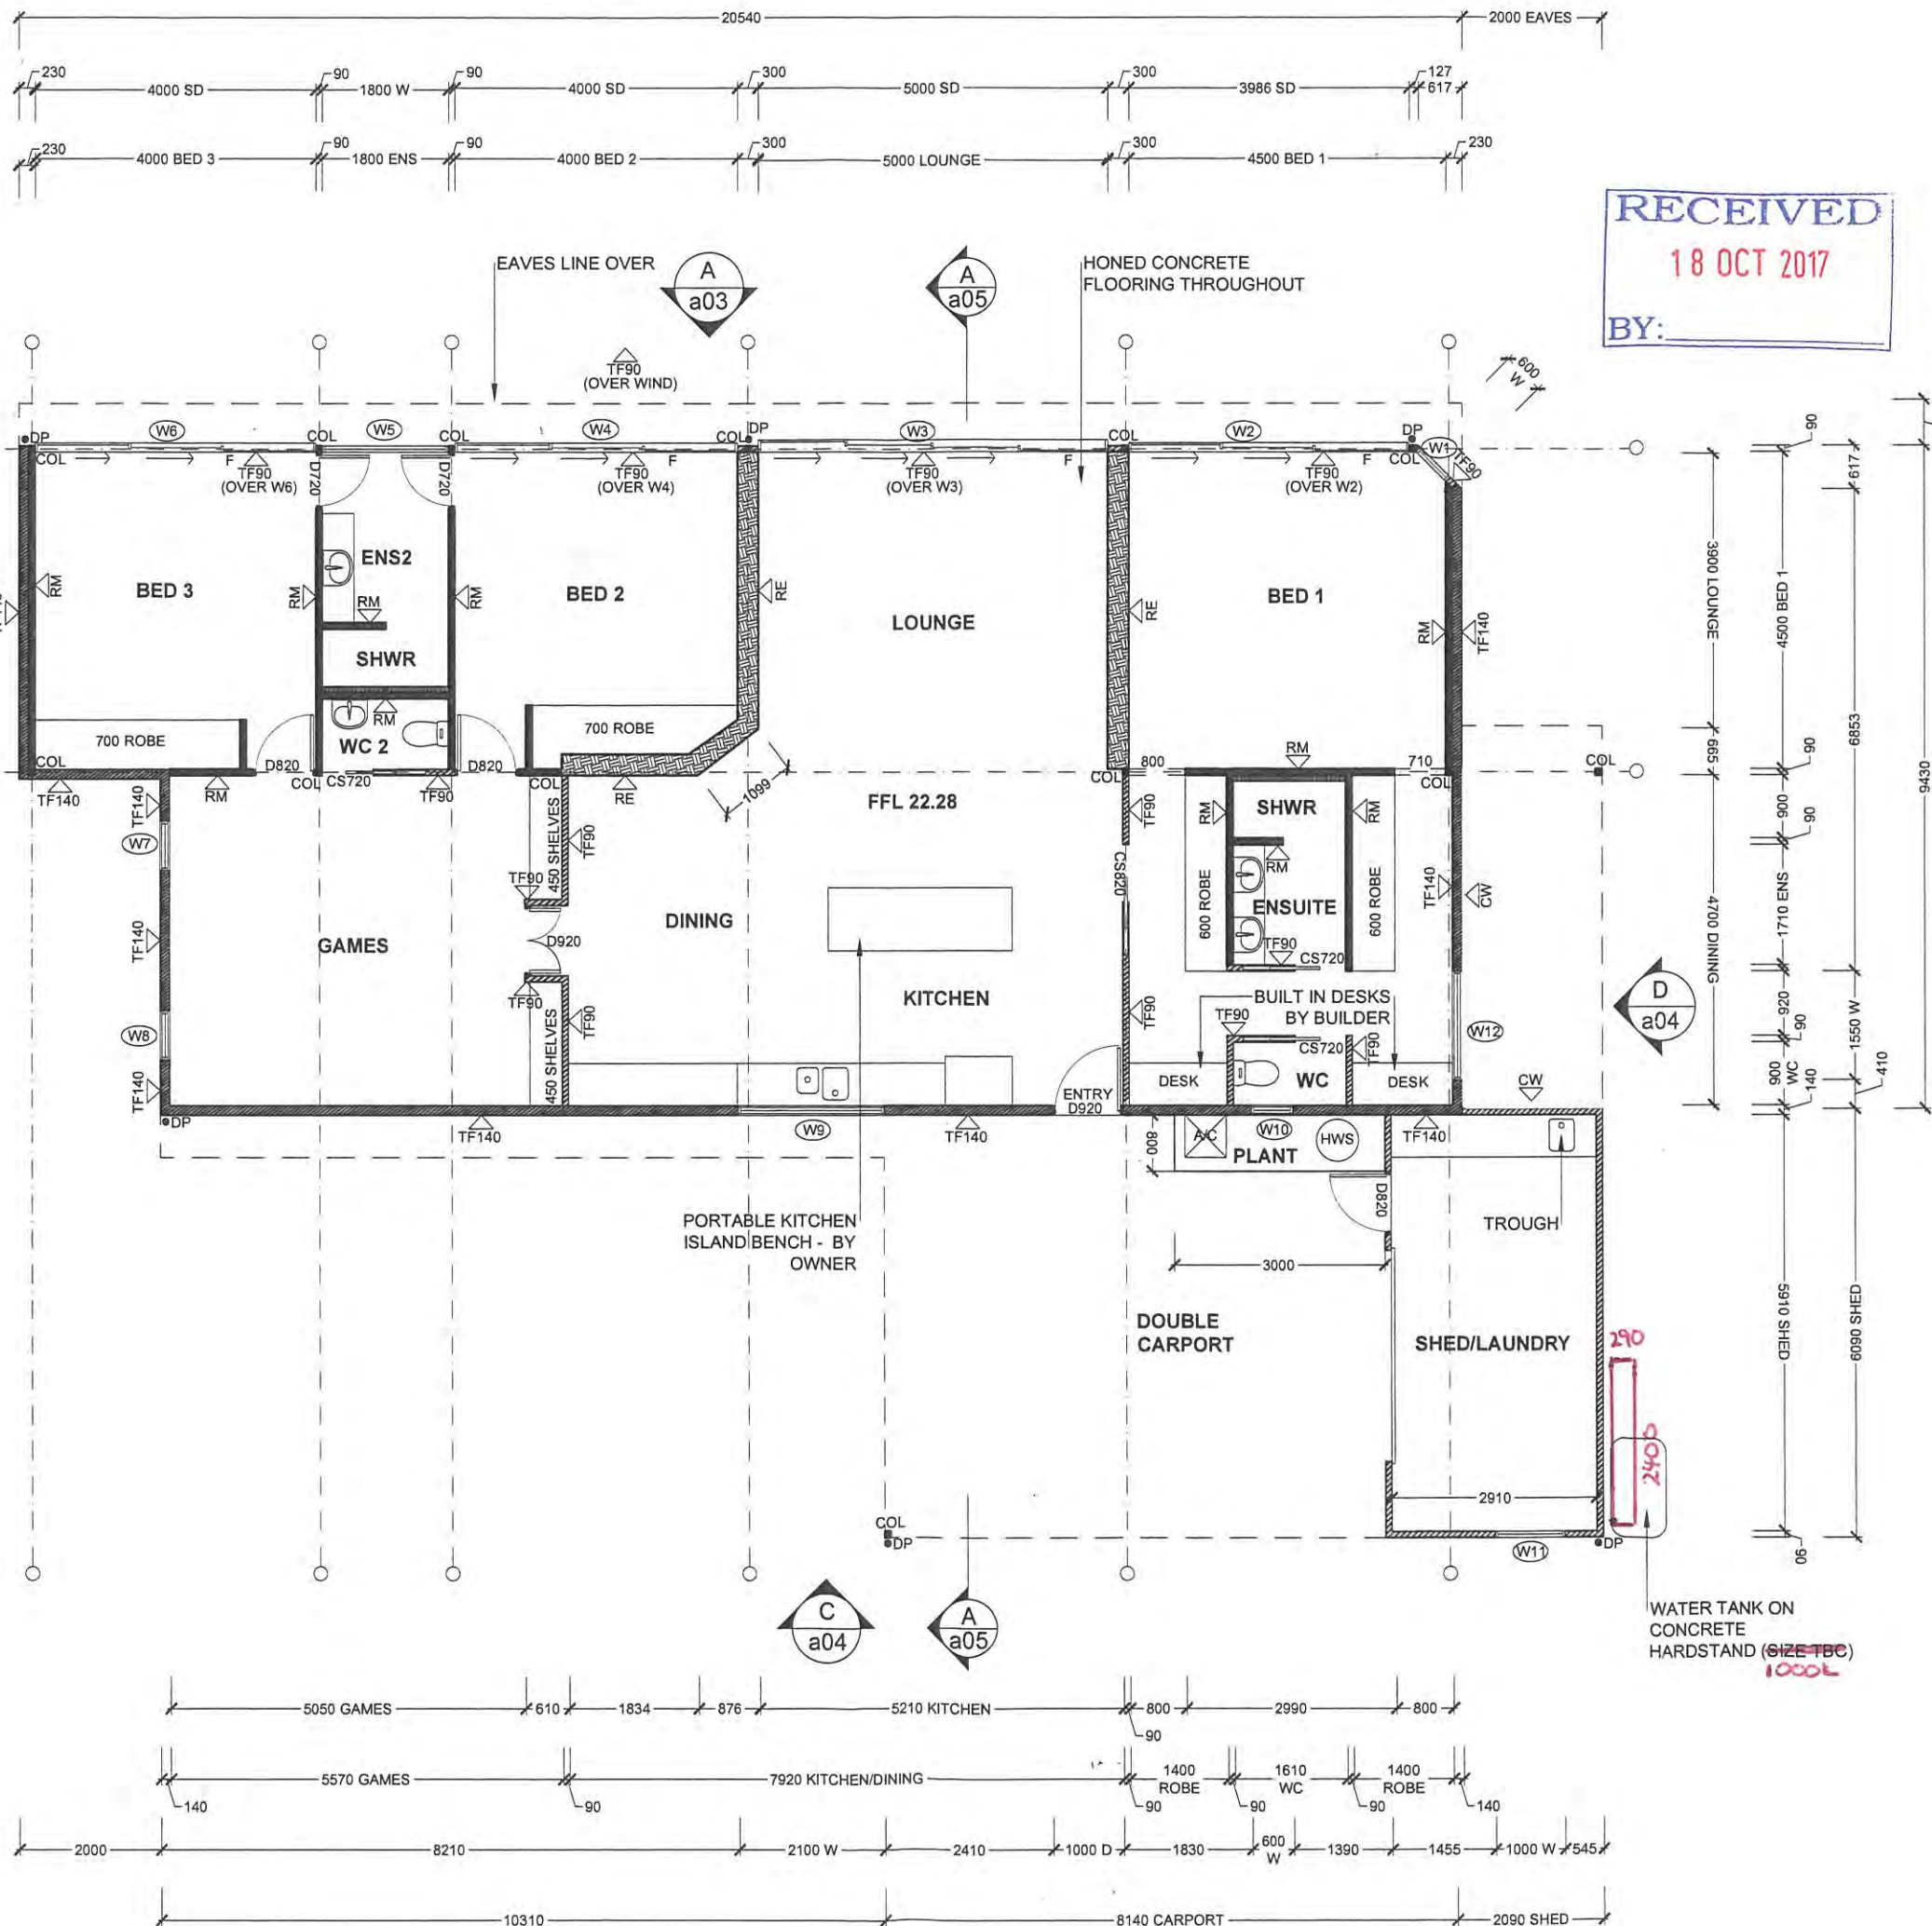 20540
2000 EAVES
230
4000 SD
90
1800 W
90
4000 SD
300
5000 SD
300
3986 SD
127
617
230
4000 BED 3
90
1800 ENS
90
4000 BED 2
300
5000 LOUNGE
300
4500 BED 1
230
RECEIVED
18 OCT 2017
BY:
EAVES LINE OVER
A
a03
A
a05
HONED CONCRETE
FLOORING THROUGHOUT
TF90
(OVER WIND)
600
W
DP
W6
COL
W5
COL
W4
COL
DP
W3
COL
W2
DP
W1
COL
F
TF90
(OVER W6)
D720
D720
TF90
(OVER W4)
F
TF90
(OVER W3)
F
TF90
(OVER W2)
F
COL
TF90
90
617
RM
BED 3
RM
ENS2
RM
SHWR
RM
BED 2
RE
LOUNGE
RE
BED 1
RM
TF140
3900 LOUNGE
4500 BED 1
6853
9430
700 ROBE
WC 2
RM
700 ROBE
COL
D820
COL
CS720
TF90
D820
COL
RE
1099
TF140
RM
FFL 22.28
COL
800
RM
710
COL
COL
665
90
TF140
W7
TF140
GAMES
W8
TF140
450 SHELVES
TF90
TF90
D920
TF90
450 SHELVES
TF90
DINING
KITCHEN
TF90
CS820
TF90
600 ROBE
RM
SHWR
RM
RM
ENSUITE
TF90
CS720
600 ROBE
TF140
CW
900
90
1710 ENS
4700 DINING
BUILT IN DESKS
BY BUILDER
TF90
CS720
TF90
W12
D
a04
920
90
1550 W
900
WC
140
410
DESK
WC
DESK
CW
ENTRY
D920
DP
TF140
W9
TF140
800
A/C
W10
HWS
PLANT
TF140
D820
TROUGH
PORTABLE KITCHEN
ISLAND BENCH - BY
OWNER
3000
DOUBLE
CARPORT
SHED/LAUNDRY
290
2400
5910 SHED
6090 SHED
2910
COL
DP
W11
DP
90
C
a04
A
a05
WATER TANK ON
CONCRETE
HARDSTAND (SIZE TBC)
1000L
5050 GAMES
610
1834
876
5210 KITCHEN
800
2990
800
90
5570 GAMES
7920 KITCHEN/DINING
1400
ROBE
1610
WC
1400
ROBE
140
90
90
90
90
140
2000
8210
2100 W
2410
1000 D
1830
600
W
1390
1455
1000 W
545
10310
8140 CARPORT
2090 SHED